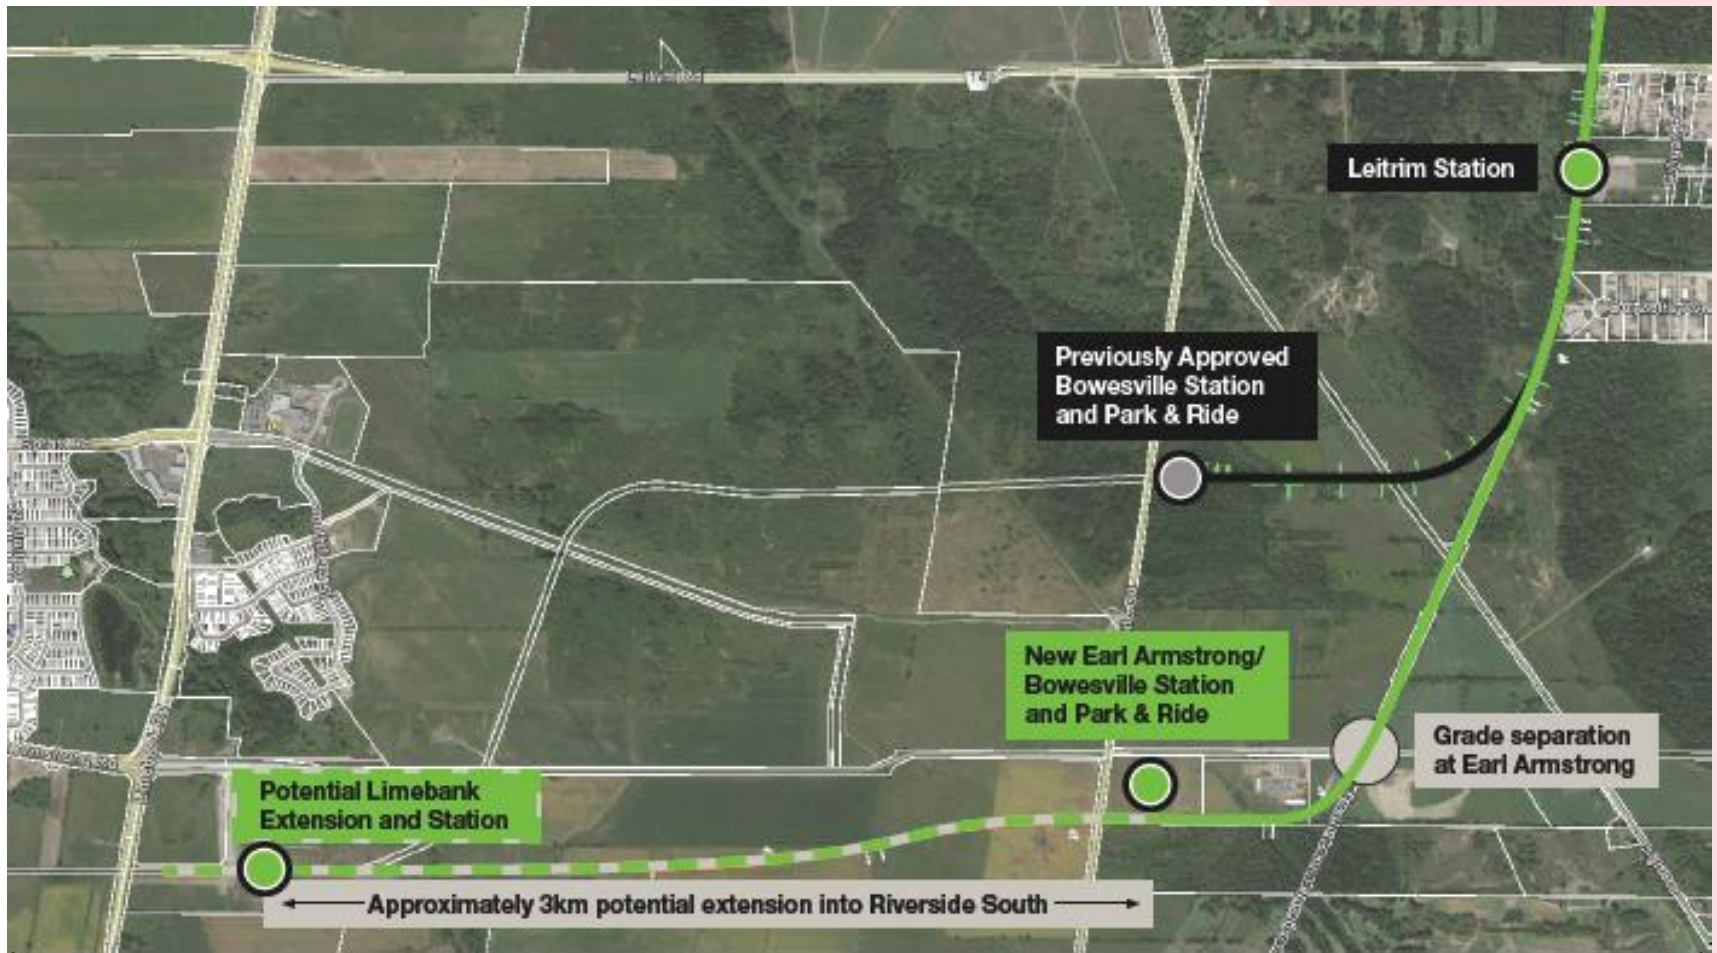 Leitrim Station
Previously Approved
Bowesville Station
and Park & Ride
New Earl Armstrong/
Bowesville Station
and Park & Ride
Grade separation
at Earl Armstrong
Potential Limebank
Extension and Station
Approximately 3km potential extension into Riverside South